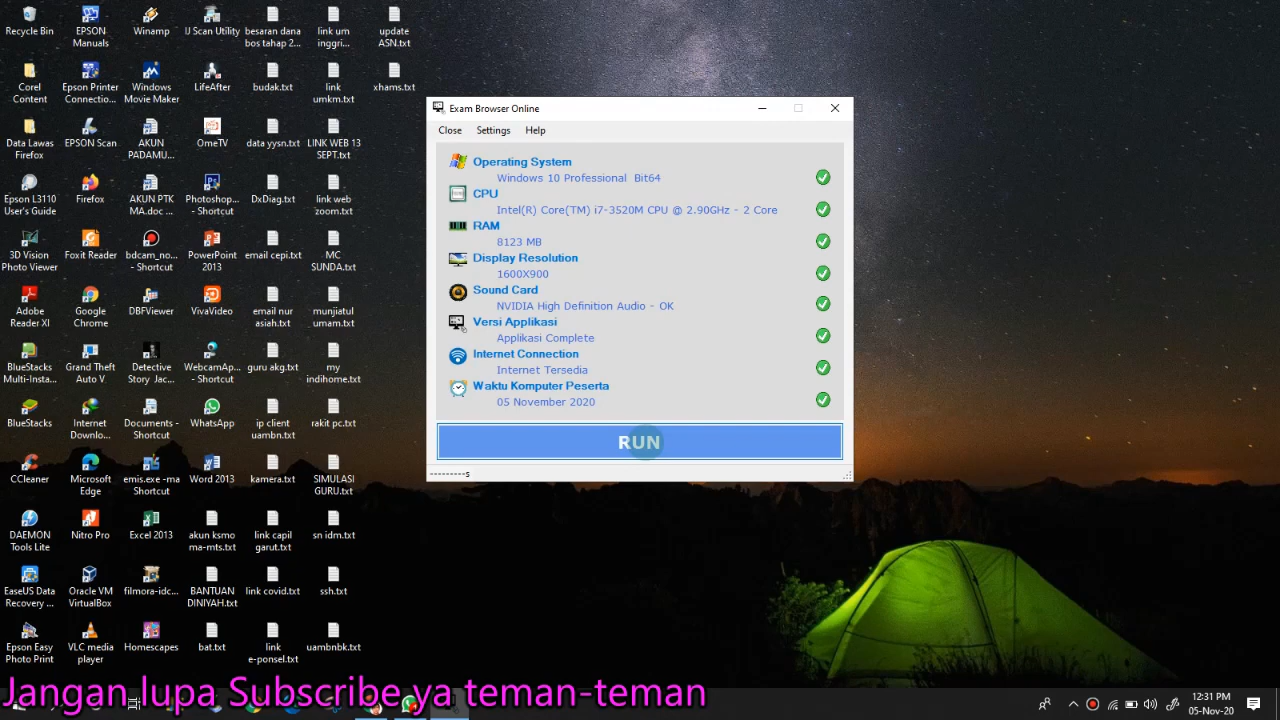 Recycle Bin
EPSON Manuals
Winamp
IJ Scan Utility
besaran dana bos tahap 2...
link um inggri...
update ASN.txt
Corel Content
Epson Printer Connectio...
Windows Movie Maker
LifeAfter
budak.txt
link umkm.txt
xhams.txt
Data Lawas Firefox
EPSON Scan
AKUN PADAMU...
OmeTV
data yysn.txt
LINK WEB 13 SEPT.txt
Epson L3110 User's Guide
Firefox
AKUN PTK MA.doc ...
Photoshop... - Shortcut
DxDiag.txt
link web zoom.txt
3D Vision Photo Viewer
Foxit Reader
bdcam_no... - Shortcut
PowerPoint 2013
email cepi.txt
MC SUNDA.txt
Adobe Reader XI
Google Chrome
DBFViewer
VivaVideo
email nur asiah.txt
munjiatul umam.txt
BlueStacks Multi-Insta...
Grand Theft Auto V
Detective Story Jac...
WebcamAp... - Shortcut
guru akg.txt
my indihome.txt
BlueStacks
Internet Downlo...
Documents - Shortcut
WhatsApp
ip client uambn.txt
rakit pc.txt
CCleaner
Microsoft Edge
emis.exe -ma Shortcut
Word 2013
kamera.txt
SIMULASI GURU.txt
DAEMON Tools Lite
Nitro Pro
Excel 2013
akun ksmo ma-mts.txt
link capil garut.txt
sn idm.txt
EaseUS Data Recovery ...
Oracle VM VirtualBox
filmora-idc...
BANTUAN DINIYAH.txt
link covid.txt
ssh.txt
Epson Easy Photo Print
VLC media player
Homescapes
bat.txt
link e-ponsel.txt
uambnbk.txt
Exam Browser Online
Close Settings Help
Operating System
Windows 10 Professional Bit64
CPU
Intel(R) Core(TM) i7-3520M CPU @ 2.90GHz - 2 Core
RAM
8123 MB
Display Resolution
1600X900
Sound Card
NVIDIA High Definition Audio - OK
Versi Applikasi
Applikasi Complete
Internet Connection
Internet Tersedia
Waktu Komputer Peserta
05 November 2020
RUN
---------s
Jangan lupa Subscribe ya teman-teman
12:31 PM
05-Nov-20